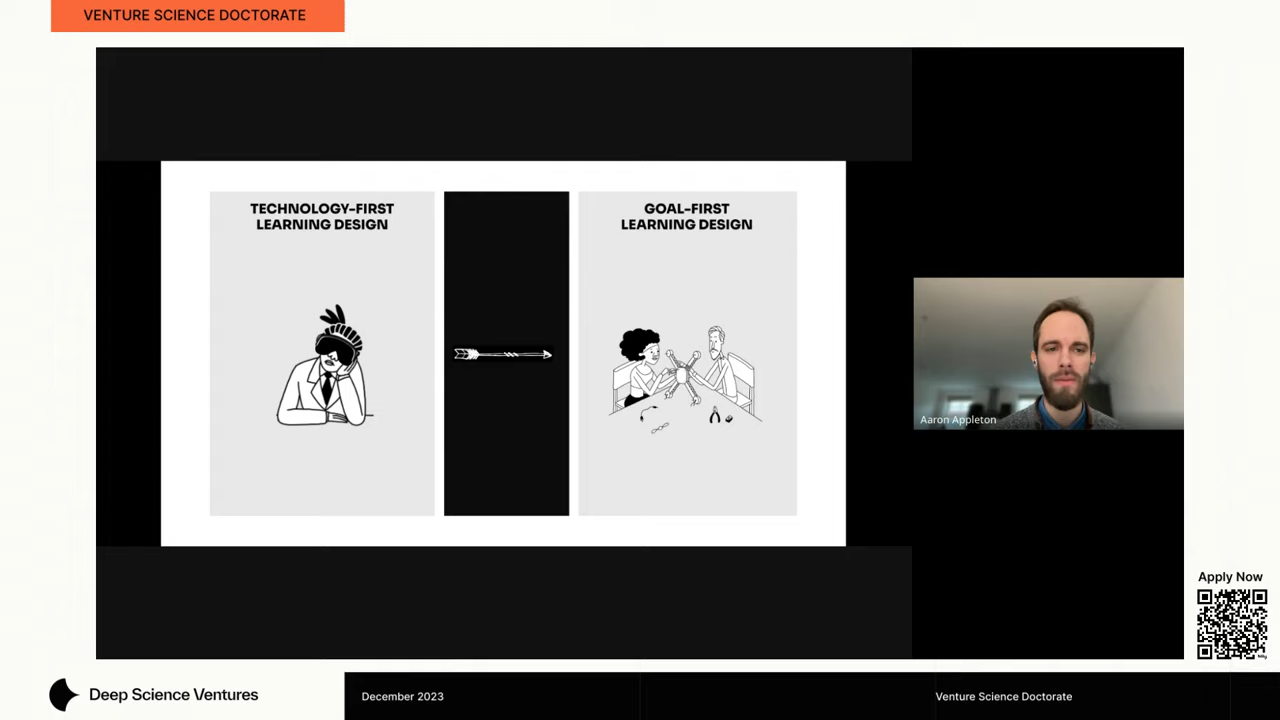 VENTURE SCIENCE DOCTORATE
TECHNOLOGY-FIRST
LEARNING DESIGN
GOAL-FIRST
LEARNING DESIGN
Aaron Appleton
Apply Now
Deep Science Ventures
December 2023
Venture Science Doctorate